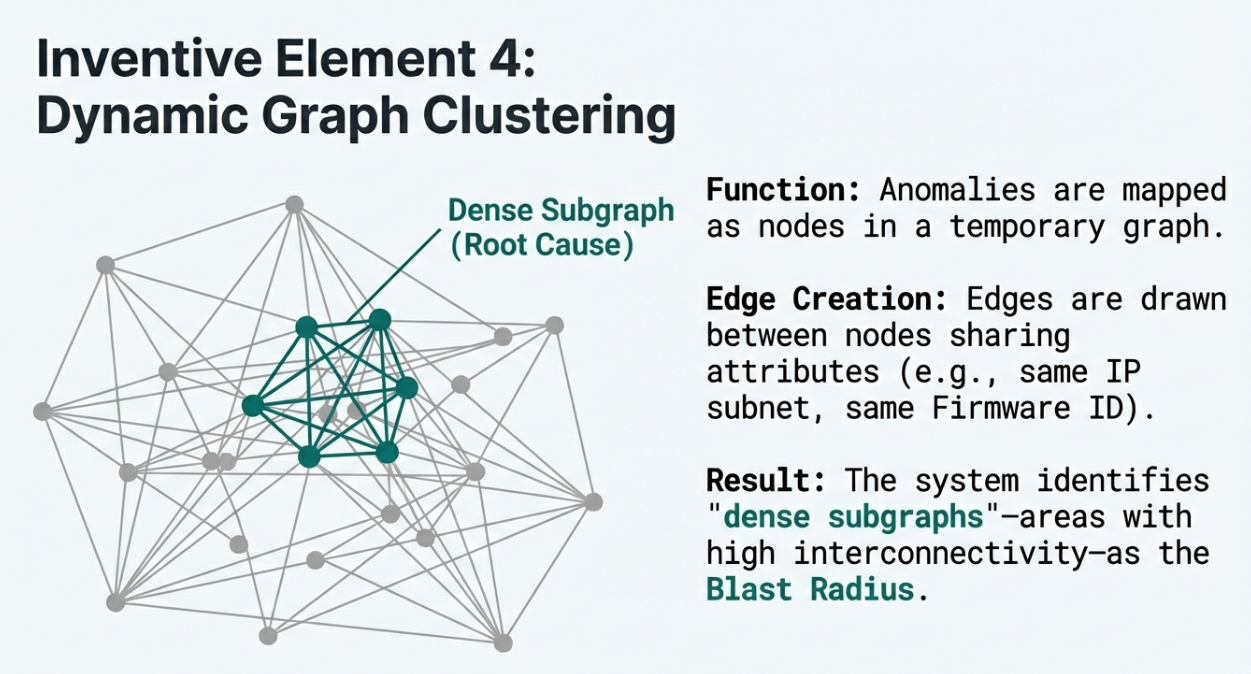 Inventive Element 4:
Dynamic Graph Clustering
Dense Subgraph
(Root Cause)
Function: Anomalies are mapped
as nodes in a temporary graph.
Edge Creation: Edges are drawn
between nodes sharing
attributes (e.g., same IP
subnet, same Firmware ID).
Result: The system identifies
"dense subgraphs"—areas with
high interconnectivity—as the
Blast Radius.